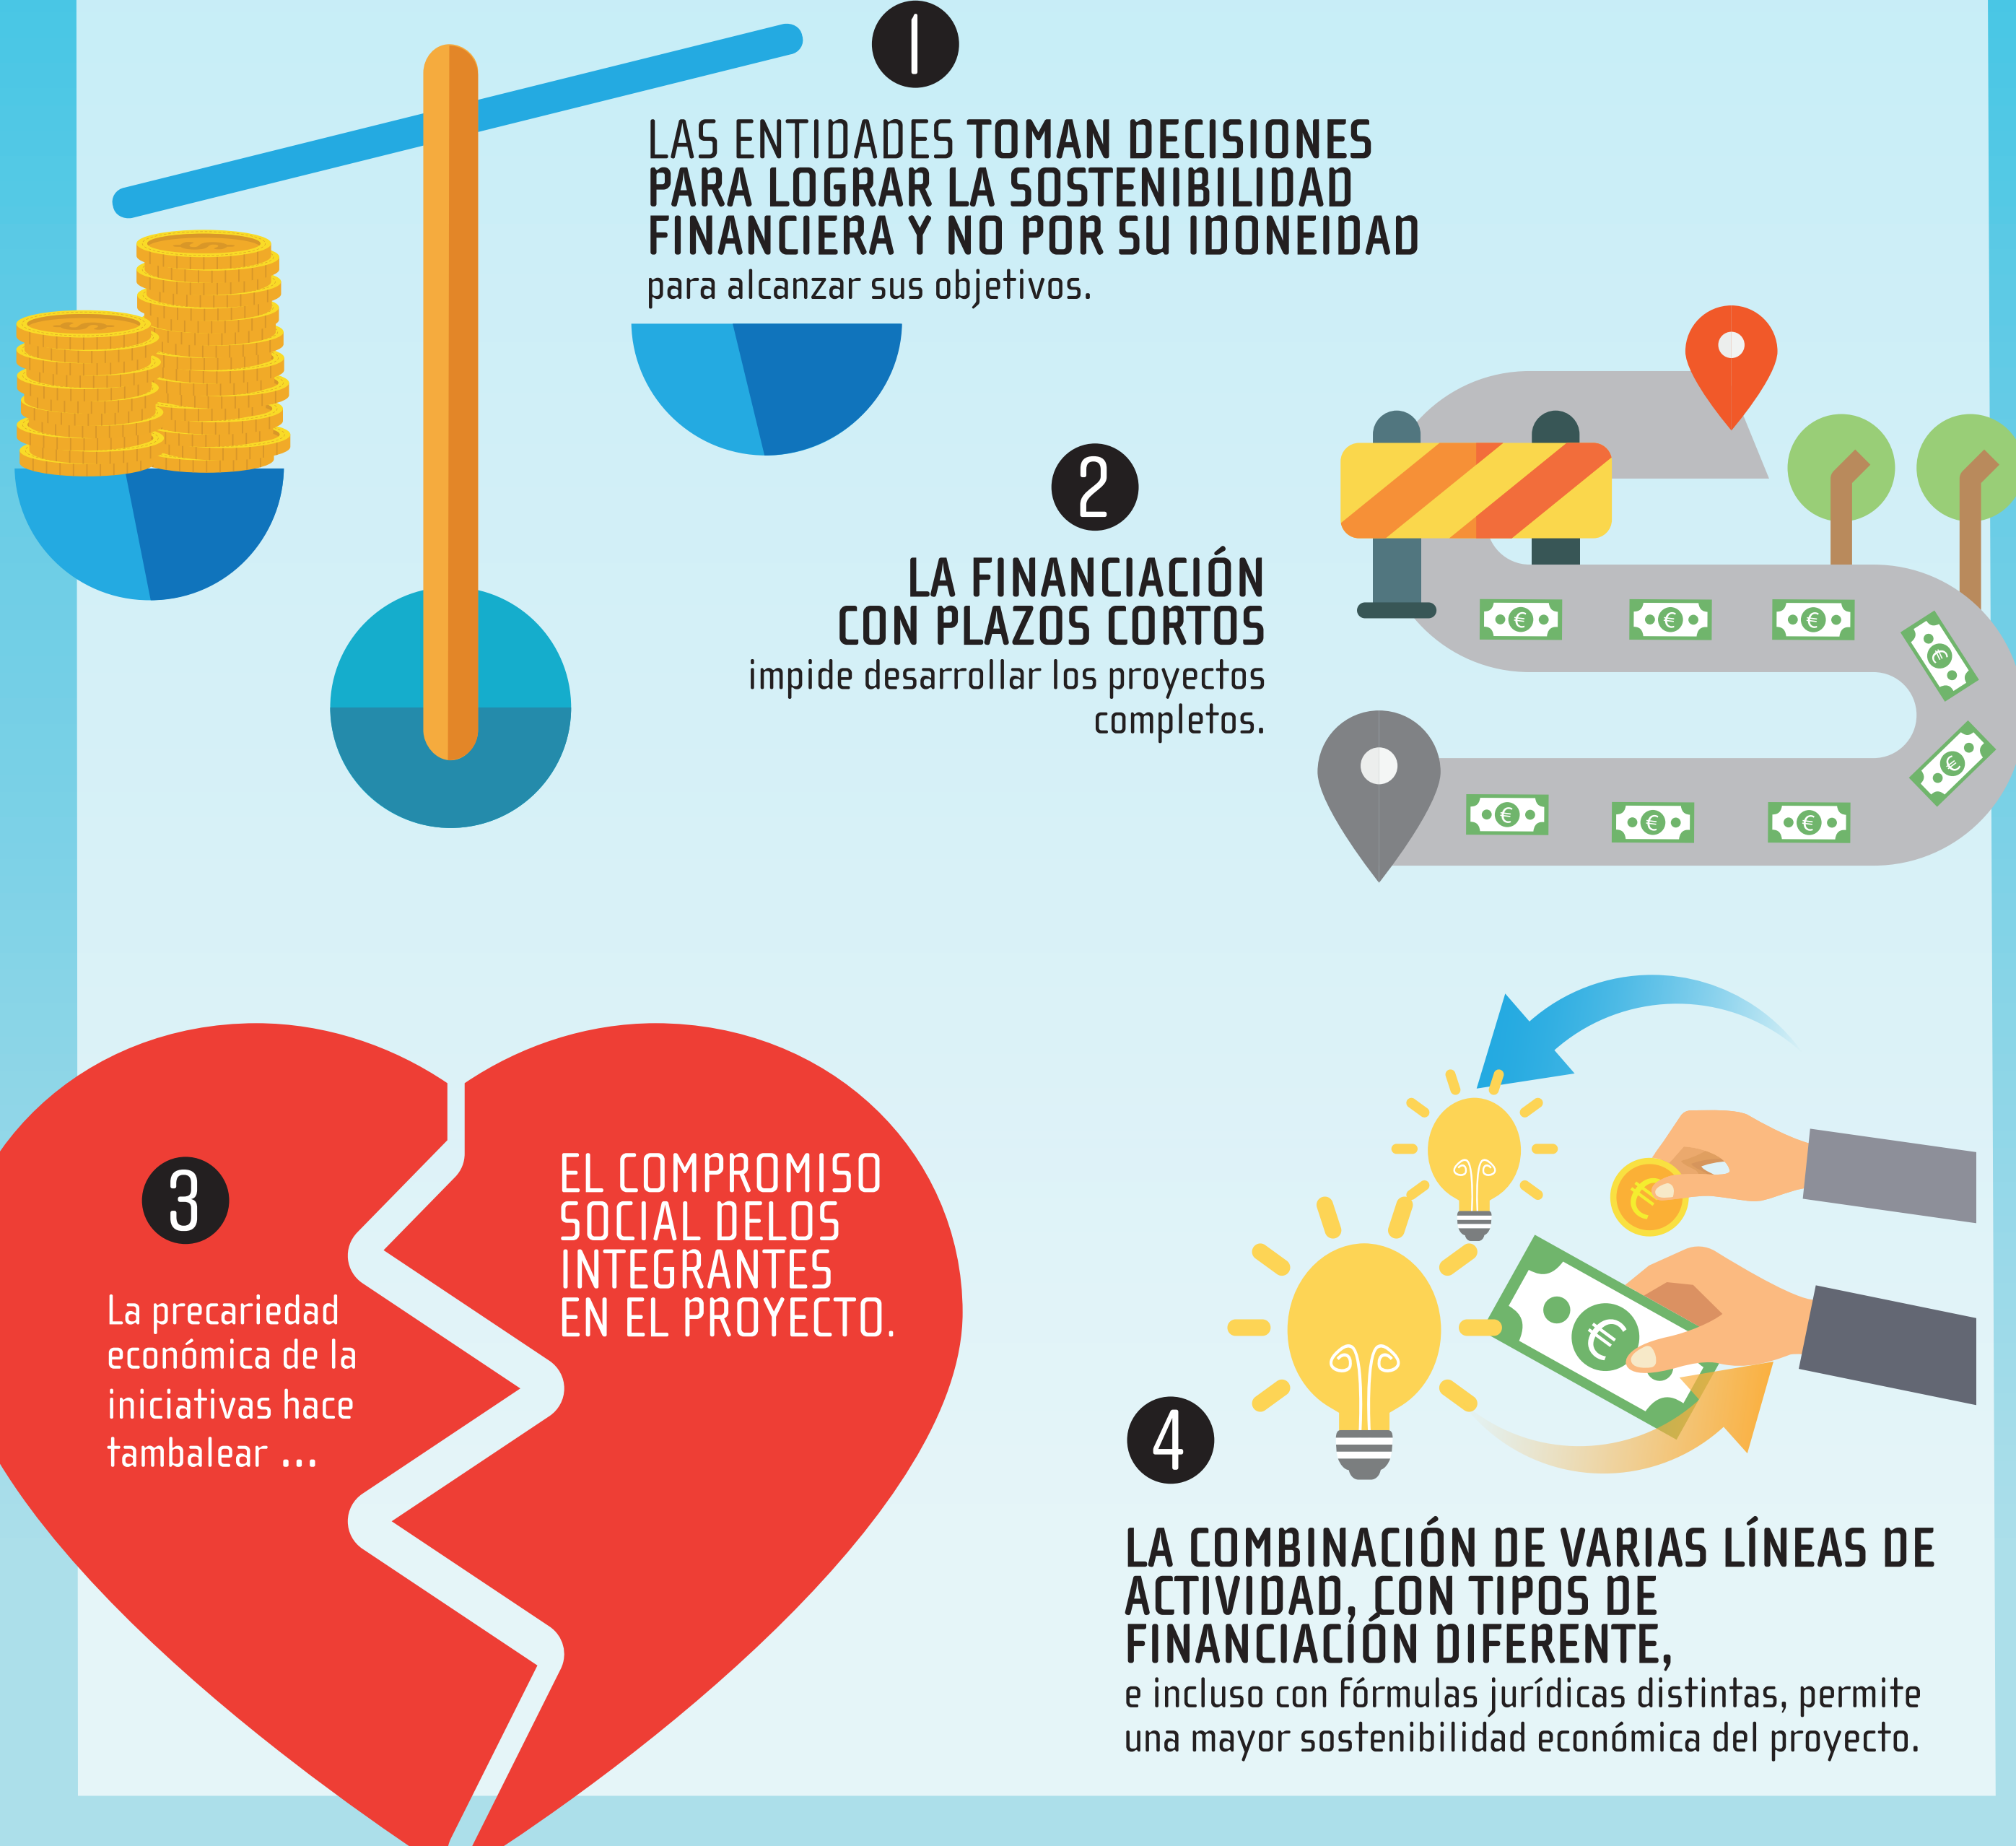 1
LAS ENTIDADES TOMAN DECISIONES
PARA LOGRAR LA SOSTENIBILIDAD
FINANCIERA Y NO POR SU IDONEIDAD
para alcanzar sus objetivos.
2
LA FINANCIACIÓN
CON PLAZOS CORTOS
impide desarrollar los proyectos
completos.
3
La precariedad
económica de la
iniciativas hace
tambalear ...
EL COMPROMISO
SOCIAL DELOS
INTEGRANTES
EN EL PROYECTO.
4
LA COMBINACIÓN DE VARIAS LÍNEAS DE
ACTIVIDAD, CON TIPOS DE
FINANCIACIÓN DIFERENTE,
e incluso con fórmulas jurídicas distintas, permite
una mayor sostenibilidad económica del proyecto.